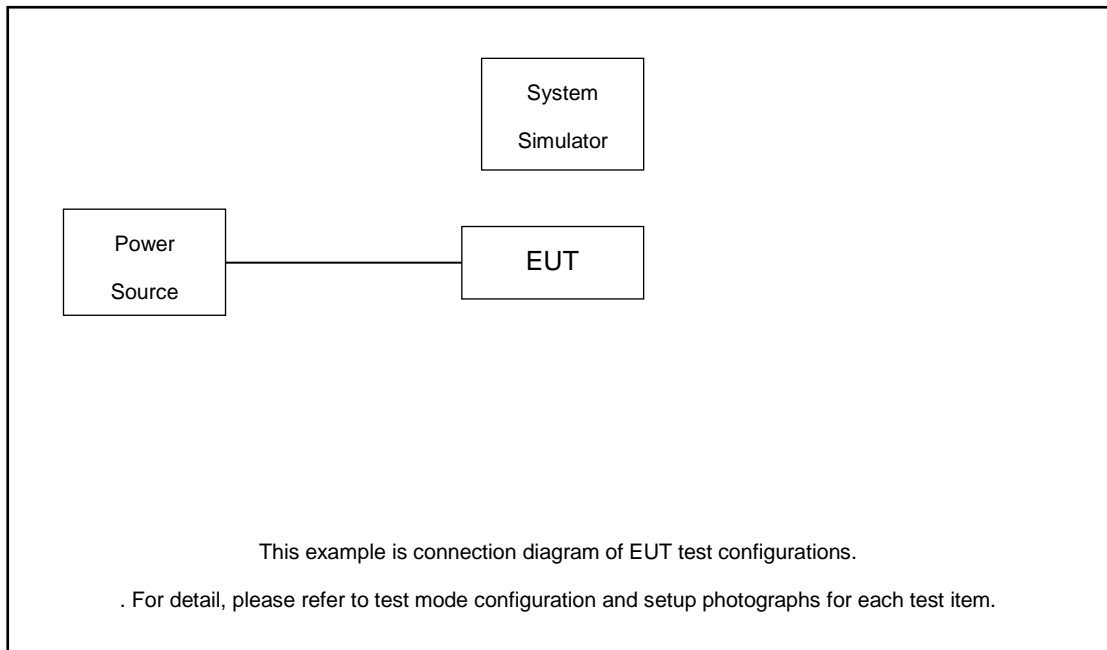 System
Simulator
Power
Source
EUT
This example is connection diagram of EUT test configurations.
. For detail, please refer to test mode configuration and setup photographs for each test item.